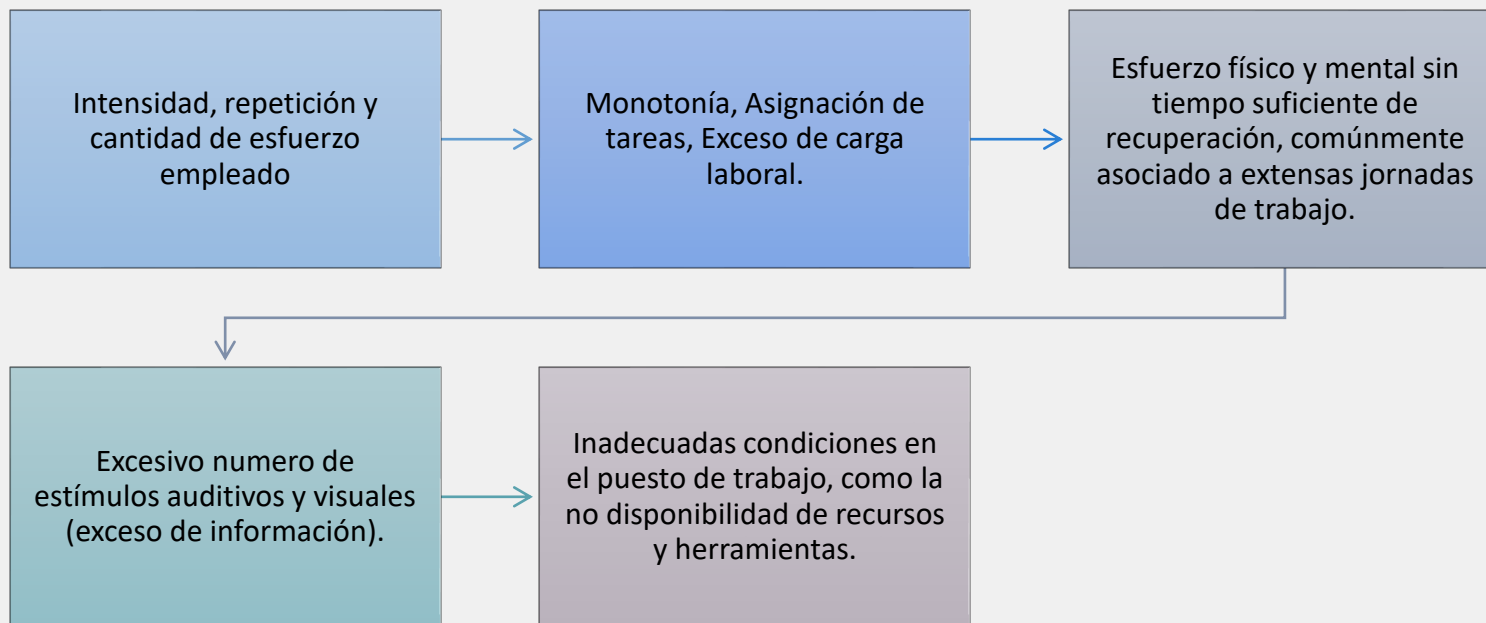 Intensidad, repetición y
cantidad de esfuerzo
empleado
Monotonía, Asignación de
tareas, Exceso de carga
laboral.
Esfuerzo físico y mental sin
tiempo suficiente de
recuperación, comúnmente
asociado a extensas jornadas
de trabajo.
Excesivo numero de
estímulos auditivos y visuales
(exceso de información).
Inadecuadas condiciones en
el puesto de trabajo, como la
no disponibilidad de recursos
y herramientas.